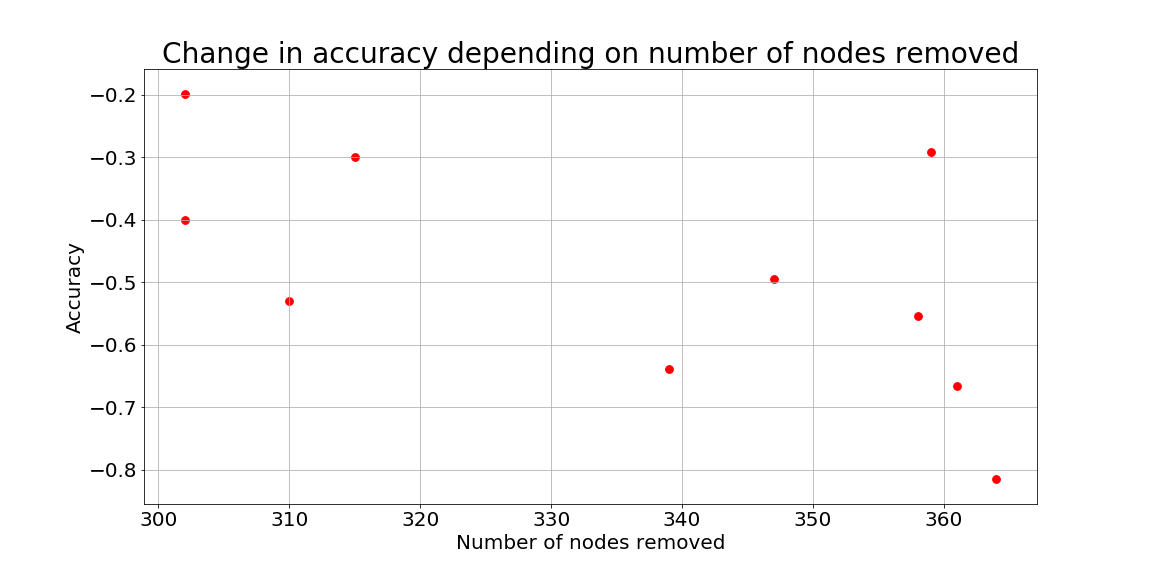 Change in accuracy depending on number of nodes removed
−0.2
−0.3
−0.4
−0.5
−0.6
−0.7
−0.8
Accuracy
300 310 320 330 340 350 360
Number of nodes removed